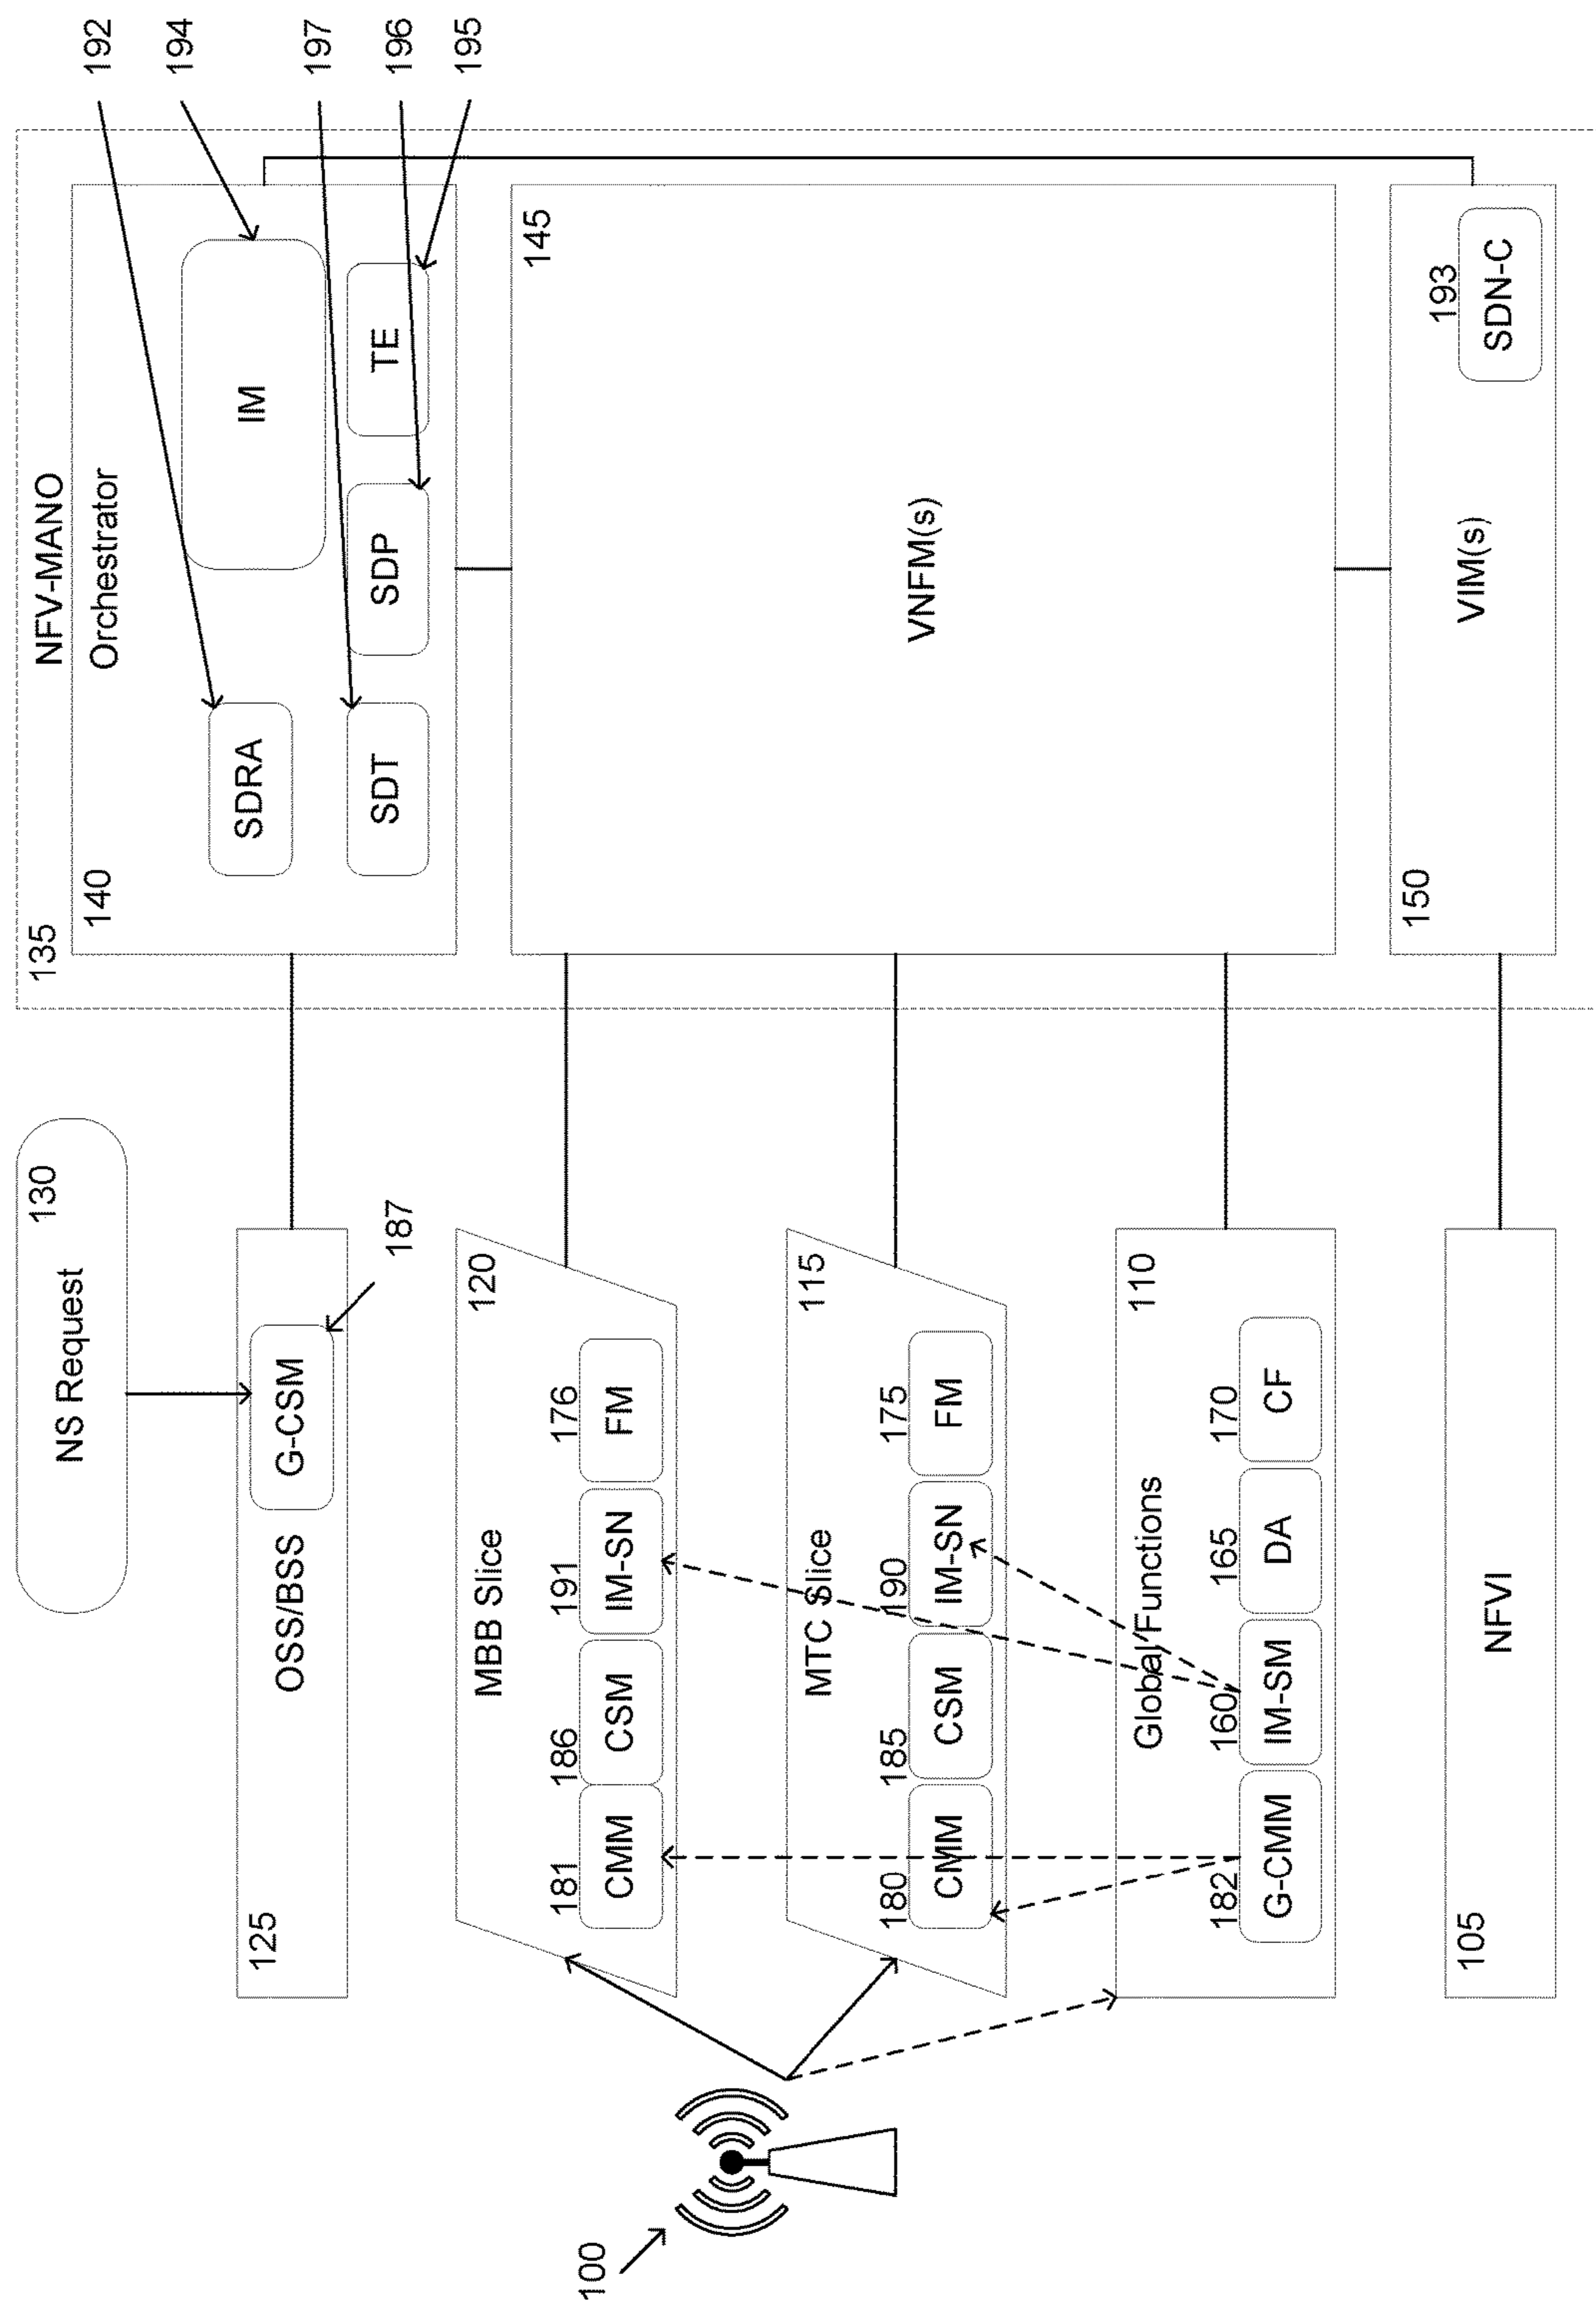 NS Request
130
NFV-MANO
135
192
194
197
196
195
Orchestrator
140
SDRA
IM
SDT
SDP
TE
125
OSS/BSS
G-CSM
187
MBB Slice
120
181
186
191
176
CMM
CSM
IM-SN
FM
145
VNFM(s)
100
MTC Slice
115
180
185
190
175
CMM
CSM
IM-SN
FM
Global Functions
110
182
160
165
170
G-CMM
IM-SM
DA
CF
105
NFVI
150
VIM(s)
193
SDN-C